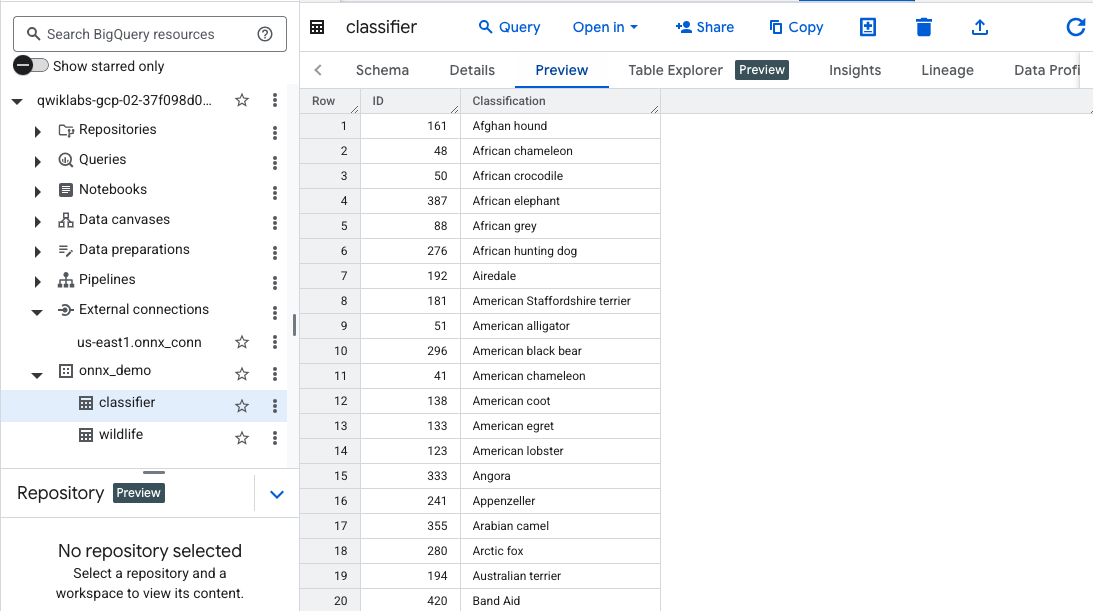 Search BigQuery resources
Show starred only
qwiklabs-gcp-02-37f098d0...
Repositories
Queries
Notebooks
Data canvases
Data preparations
Pipelines
External connections
us-east1.onnx_conn
onnx_demo
classifier
wildlife
Repository Preview
No repository selected
Select a repository and a
workspace to view its content.
classifier Query Open in Share Copy
Schema Details Preview Table Explorer Preview Insights Lineage Data Profi
Row ID Classification
1 161 Afghan hound
2 48 African chameleon
3 50 African crocodile
4 387 African elephant
5 88 African grey
6 276 African hunting dog
7 192 Airedale
8 181 American Staffordshire terrier
9 51 American alligator
10 296 American black bear
11 41 American chameleon
12 138 American coot
13 133 American egret
14 123 American lobster
15 333 Angora
16 241 Appenzeller
17 355 Arabian camel
18 280 Arctic fox
19 194 Australian terrier
20 420 Band Aid